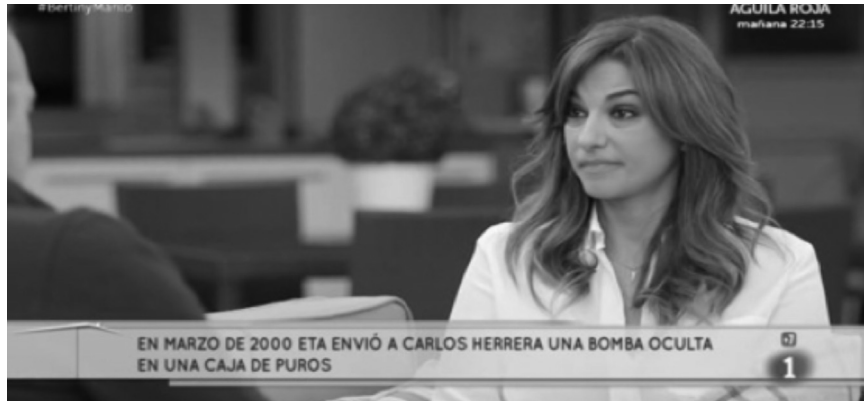 #BertinyMariló
ÁGUILA ROJA
mañana 22:15
EN MARZO DE 2000 ETA ENVIÓ A CARLOS HERRERA UNA BOMBA OCULTA
EN UNA CAJA DE PUROS
1